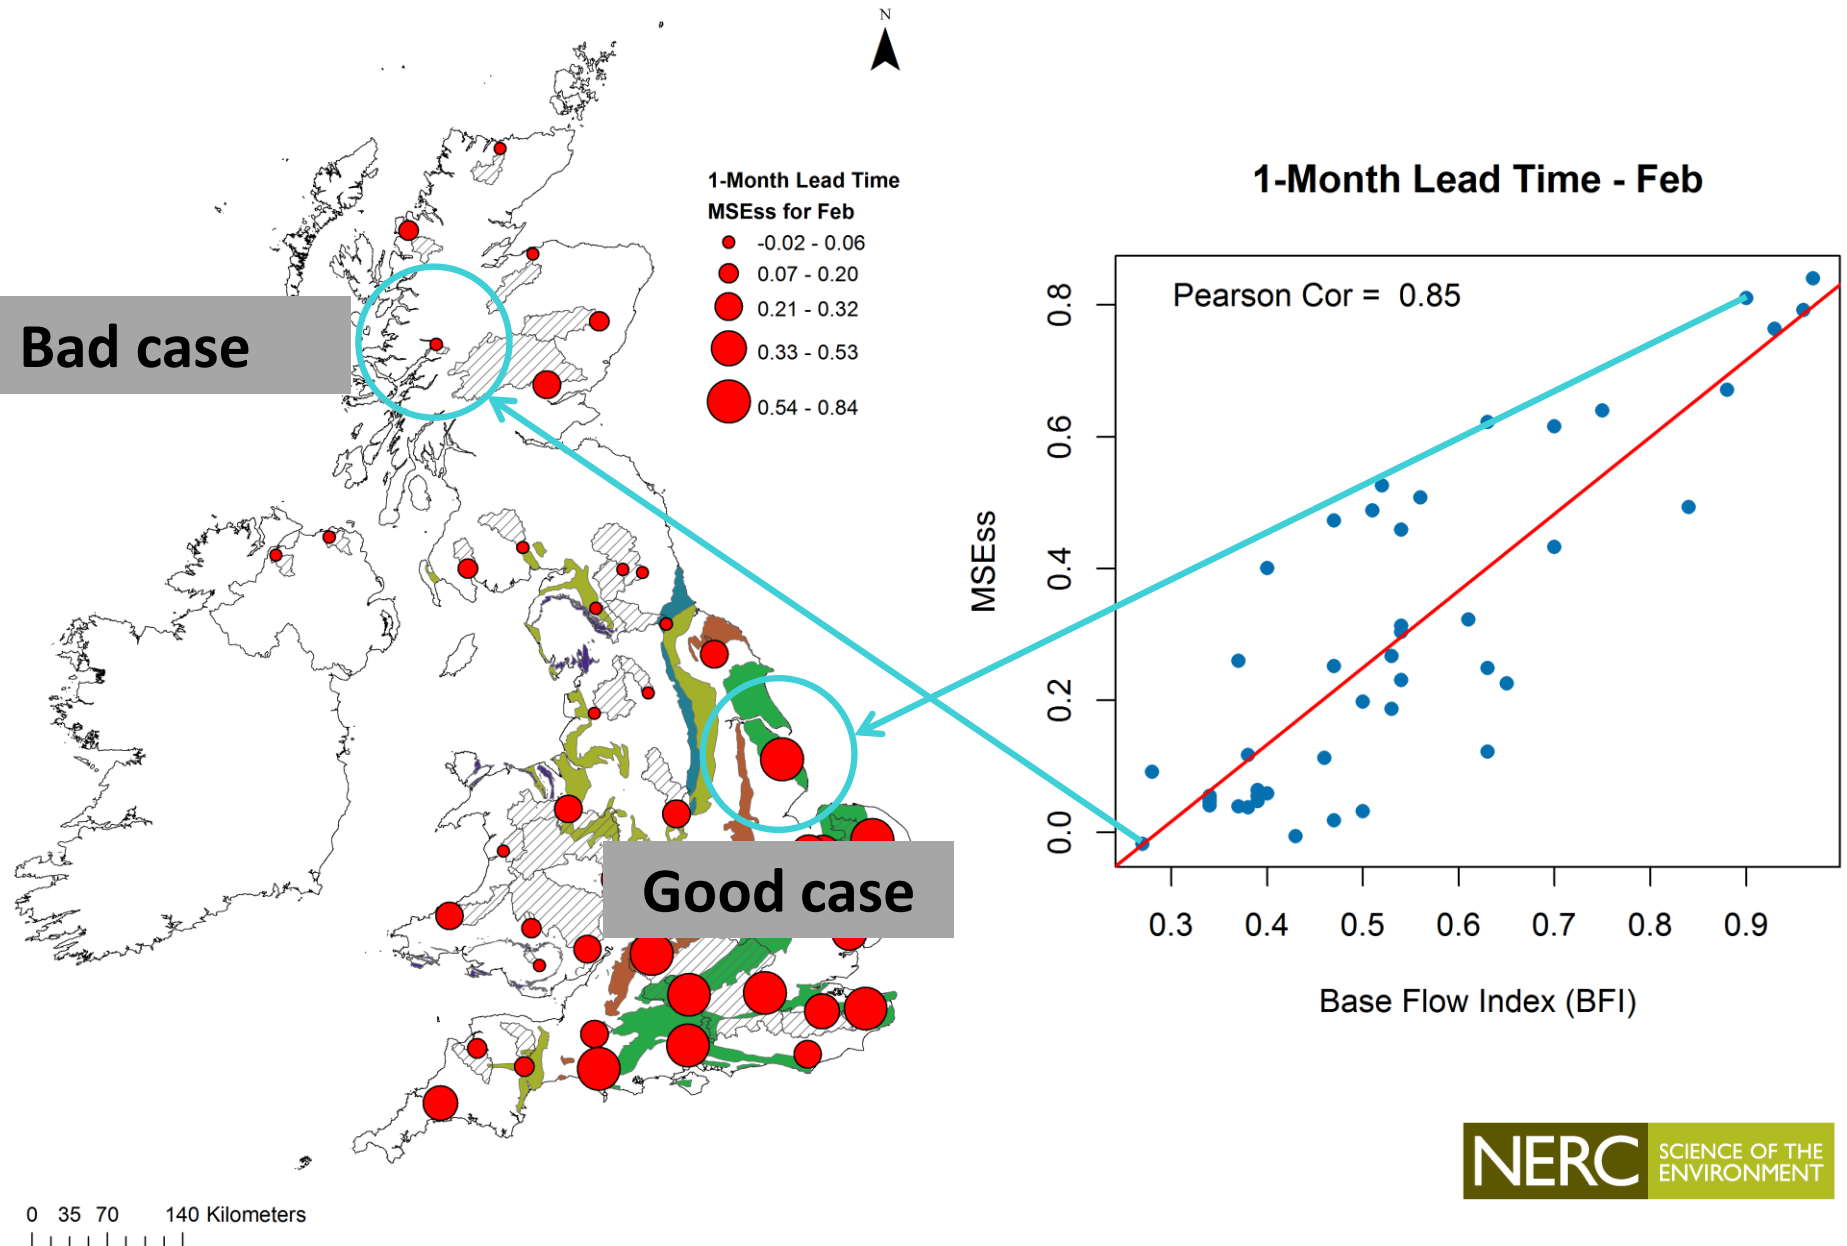 N
1-Month Lead Time
MSEss for Feb
-0.02 - 0.06
0.07 - 0.20
0.21 - 0.32
0.33 - 0.53
0.54 - 0.84
Bad case
Good case
0 35 70 140 Kilometers
1-Month Lead Time - Feb
Pearson Cor = 0.85
MSEss
0.8
0.6
0.4
0.2
0.0
0.3 0.4 0.5 0.6 0.7 0.8 0.9
Base Flow Index (BFI)
NERC
SCIENCE OF THE
ENVIRONMENT